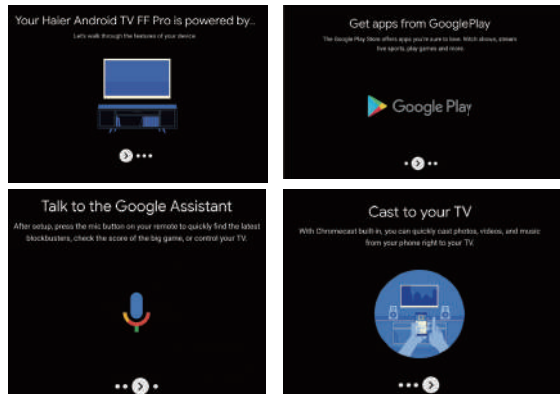 Your Haier Android TV FF Pro is powered by..
Let's walk through the features of your device
Get apps from GooglePlay
The Google Play Store offers apps you're sure to love. Witch abows, stream
live sports, play games and more.
Google Play
Talk to the Google Assistant
After setup, press the mic button on your remote to quickly find the latest
blockbusters, check the score of the big game, or control your TV.
Cast to your TV
With Chromecast built-in, you can quickly cast photos, videos, and music
from your phone right to your TV.